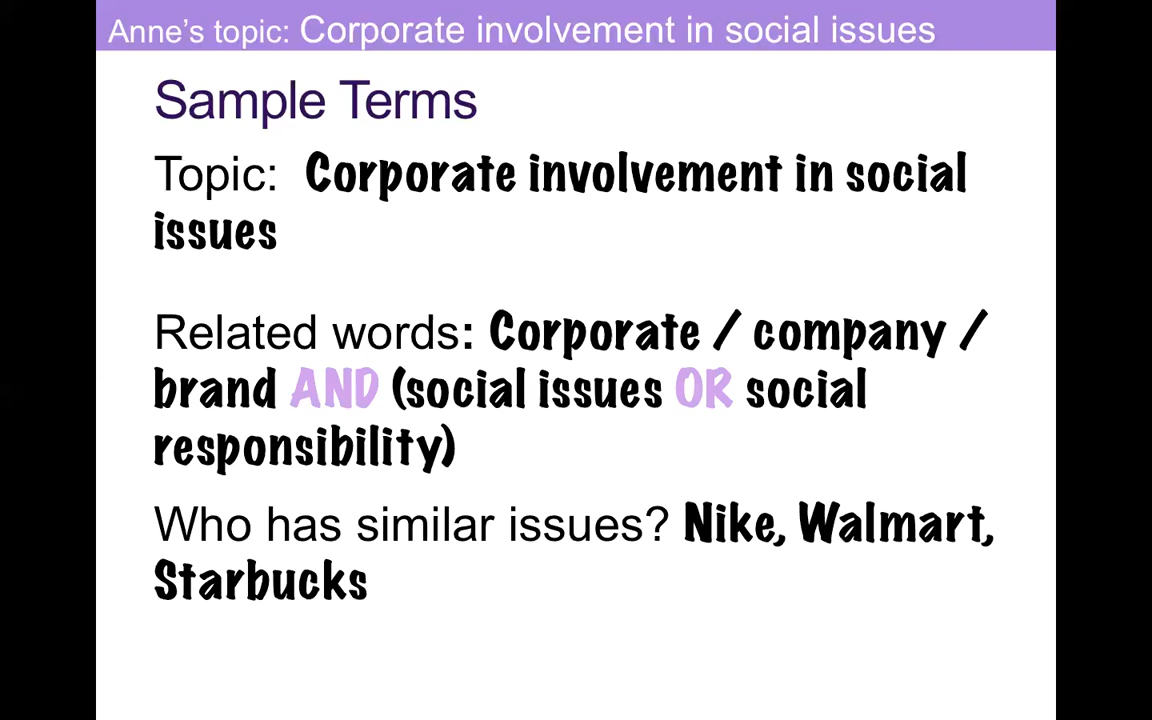 Anne's topic: Corporate involvement in social issues
Sample Terms
Topic: Corporate involvement in social
issues
Related words: Corporate / company /
brand AND (social issues OR social
responsibility)
Who has similar issues? Nike, Walmart,
Starbucks